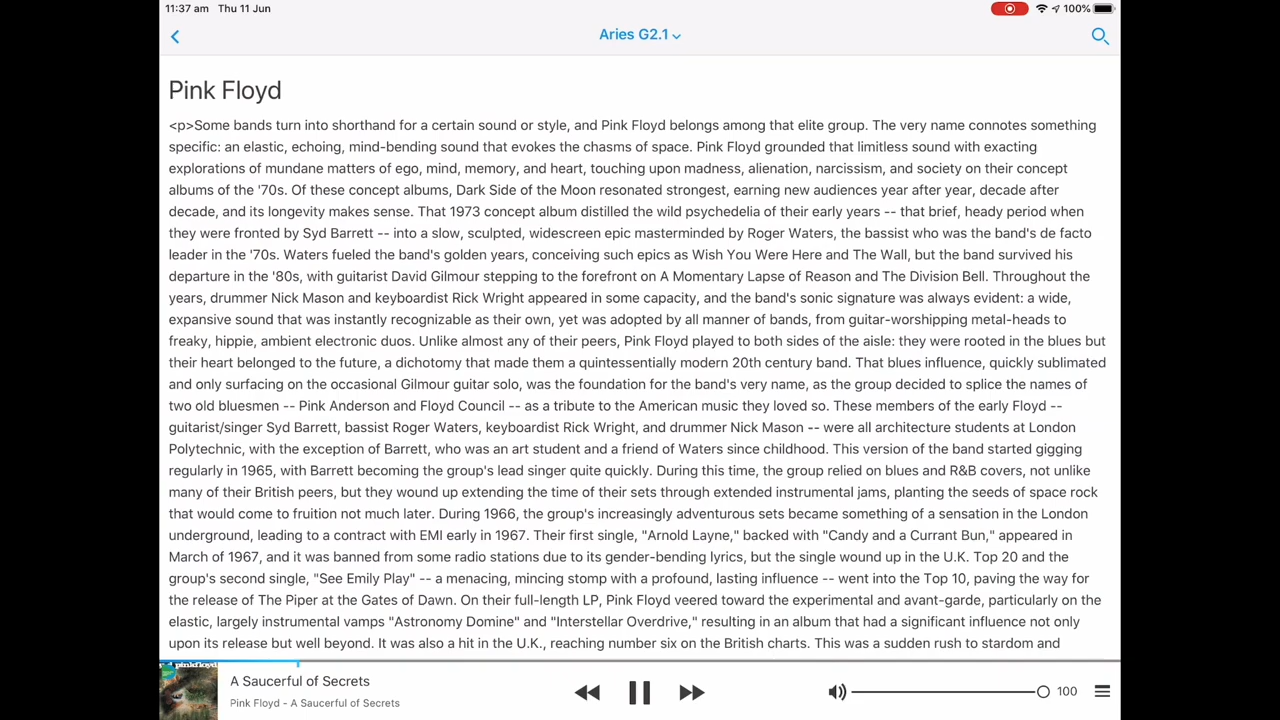 11:37 am Thu 11 Jun
100%
Aries G2.1
Pink Floyd
<p>Some bands turn into shorthand for a certain sound or style, and Pink Floyd belongs among that elite group. The very name connotes something
specific: an elastic, echoing, mind-bending sound that evokes the chasms of space. Pink Floyd grounded that limitless sound with exacting
explorations of mundane matters of ego, mind, memory, and heart, touching upon madness, alienation, narcissism, and society on their concept
albums of the '70s. Of these concept albums, Dark Side of the Moon resonated strongest, earning new audiences year after year, decade after
decade, and its longevity makes sense. That 1973 concept album distilled the wild psychedelia of their early years -- that brief, heady period when
they were fronted by Syd Barrett -- into a slow, sculpted, widescreen epic masterminded by Roger Waters, the bassist who was the band's de facto
leader in the '70s. Waters fueled the band's golden years, conceiving such epics as Wish You Were Here and The Wall, but the band survived his
departure in the '80s, with guitarist David Gilmour stepping to the forefront on A Momentary Lapse of Reason and The Division Bell. Throughout the
years, drummer Nick Mason and keyboardist Rick Wright appeared in some capacity, and the band's sonic signature was always evident: a wide,
expansive sound that was instantly recognizable as their own, yet was adopted by all manner of bands, from guitar-worshipping metal-heads to
freaky, hippie, ambient electronic duos. Unlike almost any of their peers, Pink Floyd played to both sides of the aisle: they were rooted in the blues but
their heart belonged to the future, a dichotomy that made them a quintessentially modern 20th century band. That blues influence, quickly sublimated
and only surfacing on the occasional Gilmour guitar solo, was the foundation for the band's very name, as the group decided to splice the names of
two old bluesmen -- Pink Anderson and Floyd Council -- as a tribute to the American music they loved so. These members of the early Floyd --
guitarist/singer Syd Barrett, bassist Roger Waters, keyboardist Rick Wright, and drummer Nick Mason -- were all architecture students at London
Polytechnic, with the exception of Barrett, who was an art student and a friend of Waters since childhood. This version of the band started gigging
regularly in 1965, with Barrett becoming the group's lead singer quite quickly. During this time, the group relied on blues and R&B covers, not unlike
many of their British peers, but they wound up extending the time of their sets through extended instrumental jams, planting the seeds of space rock
that would come to fruition not much later. During 1966, the group's increasingly adventurous sets became something of a sensation in the London
underground, leading to a contract with EMI early in 1967. Their first single, "Arnold Layne," backed with "Candy and a Currant Bun," appeared in
March of 1967, and it was banned from some radio stations due to its gender-bending lyrics, but the single wound up in the U.K. Top 20 and the
group's second single, "See Emily Play" -- a menacing, mincing stomp with a profound, lasting influence -- went into the Top 10, paving the way for
the release of The Piper at the Gates of Dawn. On their full-length LP, Pink Floyd veered toward the experimental and avant-garde, particularly on the
elastic, largely instrumental vamps "Astronomy Domine" and "Interstellar Overdrive," resulting in an album that had a significant influence not only
upon its release but well beyond. It was also a hit in the U.K., reaching number six on the British charts. This was a sudden rush to stardom and
pinkfloyd
A Saucerful of Secrets
Pink Floyd - A Saucerful of Secrets
100